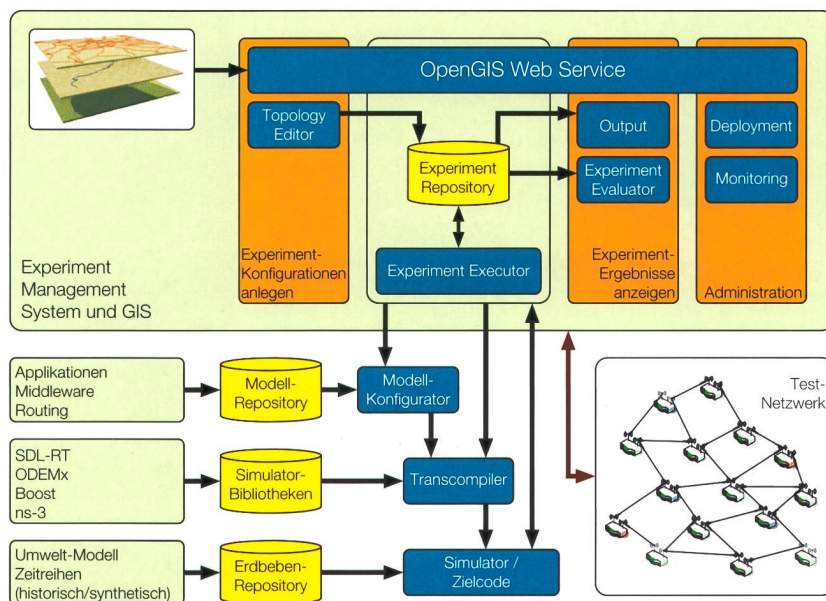 OpenGIS Web Service
Topology
Editor
Experiment
Repository
Output
Experiment
Evaluator
Deployment
Monitoring
Experiment Executor
Experiment
Management
System und GIS
Experiment-
Konfigurationen
anlegen
Experiment-
Ergebnisse
anzeigen
Administration
Applikationen
Middleware
Routing
Modell-
Repository
Modell-
Konfigurator
SDL-RT
ODEMx
Boost
ns-3
Simulator-
Bibliotheken
Transcompiler
Umwelt-Modell
Zeitreihen
(historisch/synthetisch)
Erdbeben-
Repository
Simulator /
Zielcode
Test-
Netzwerk